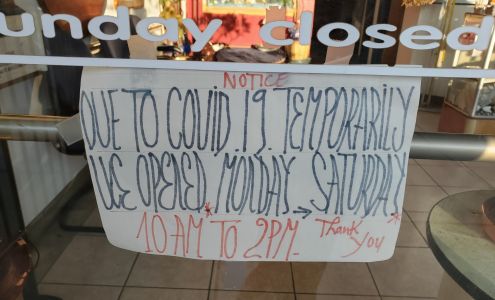 unday closed
NOTICE
DUE TO COVID.19. TEMPORARILY
WE OPENED MONDAY → SATURDAY
10 AM TO 2PM. Thank
You